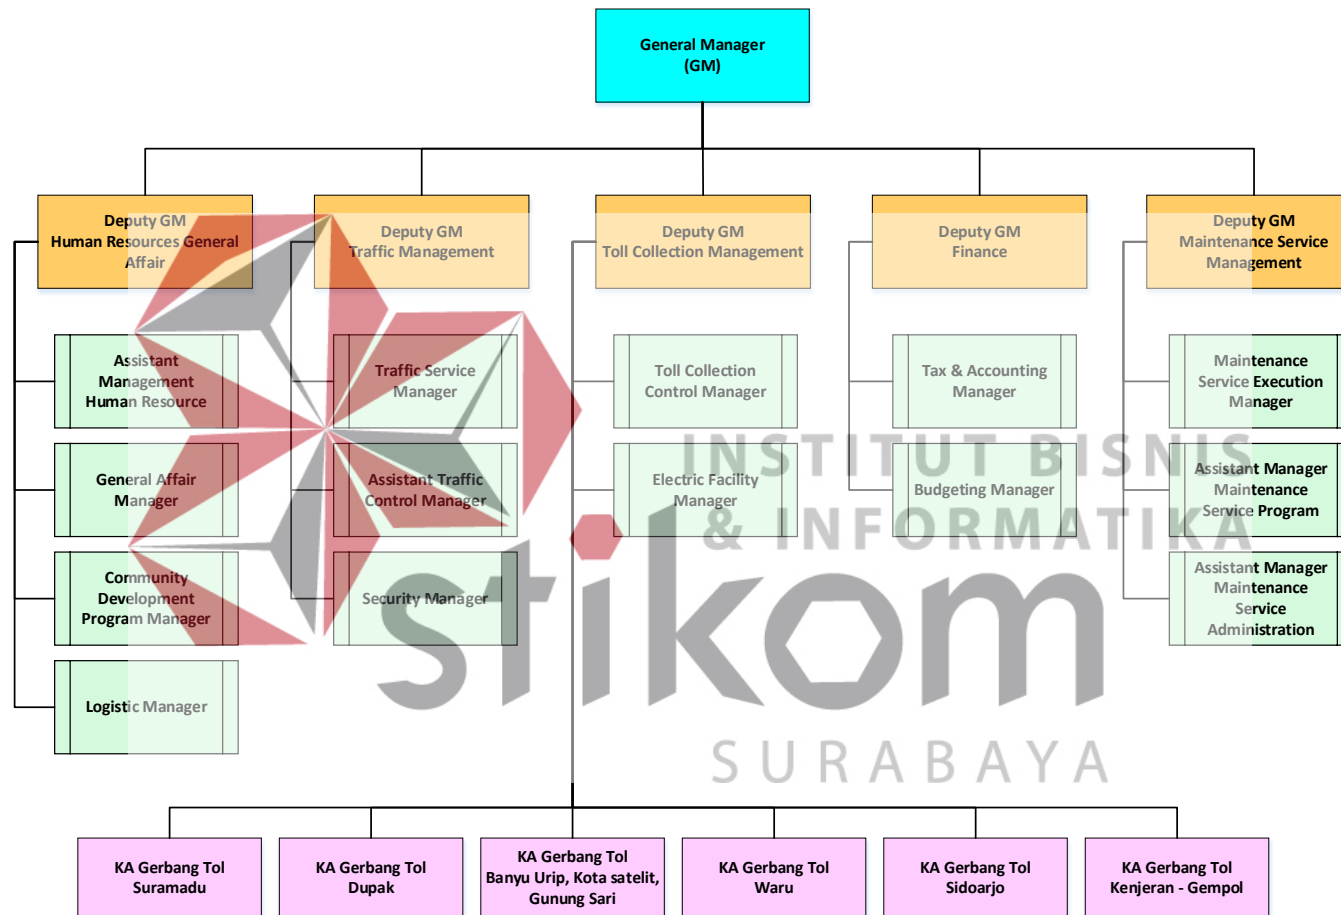 General Manager
(GM)
Deputy GM
Human Resources General
Affair
Deputy GM
Traffic Management
Deputy GM
Toll Collection Management
Deputy GM
Finance
Deputy GM
Maintenance Service
Management
Assistant
Management
Human Resource
Traffic Service
Manager
Toll Collection
Control Manager
Tax & Accounting
Manager
Maintenance
Service Execution
Manager
General Affair
Manager
Assistant Traffic
Control Manager
Electric Facility
Manager
Budgeting Manager
Assistant Manager
Maintenance
Service Program
Community
Development
Program Manager
Security Manager
Assistant Manager
Maintenance
Service
Administration
Logistic Manager
INSTITUT BISNIS
& INFORMATIKA
stikom
SURABAYA
KA Gerbang Tol
Suramadu
KA Gerbang Tol
Dupak
KA Gerbang Tol
Banyu Urip, Kota satelit,
Gunung Sari
KA Gerbang Tol
Waru
KA Gerbang Tol
Sidoarjo
KA Gerbang Tol
Kenjeran - Gempol